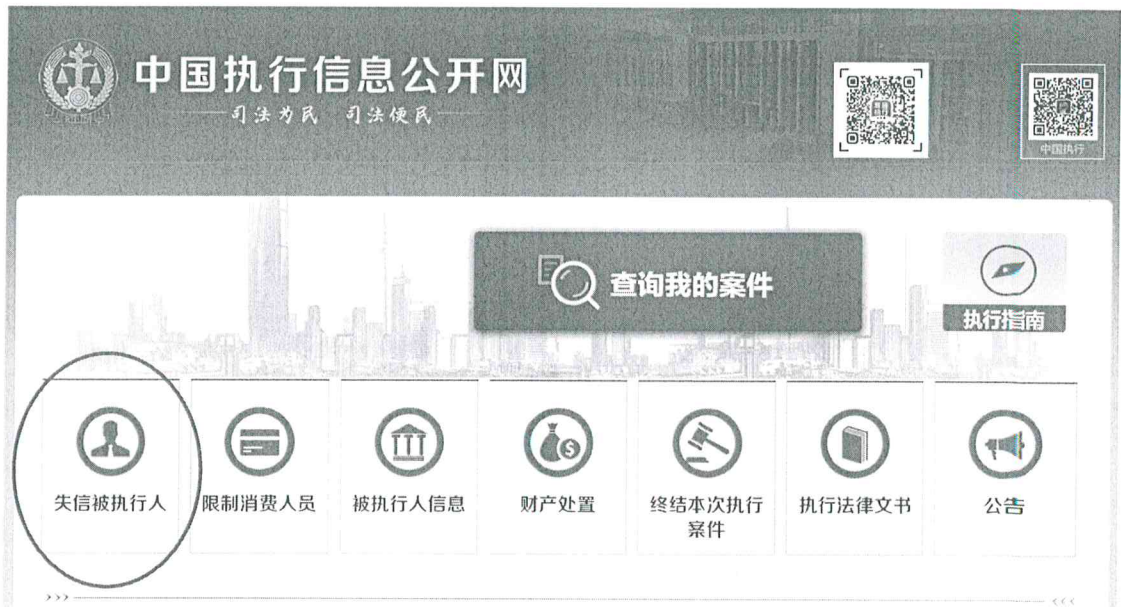 中国执行信息公开网
司法为民 司法便民
中国执行
查询我的案件
执行指南
失信被执行人
限制消费人员
被执行人信息
财产处置
终结本次执行
案件
执行法律文书
公告